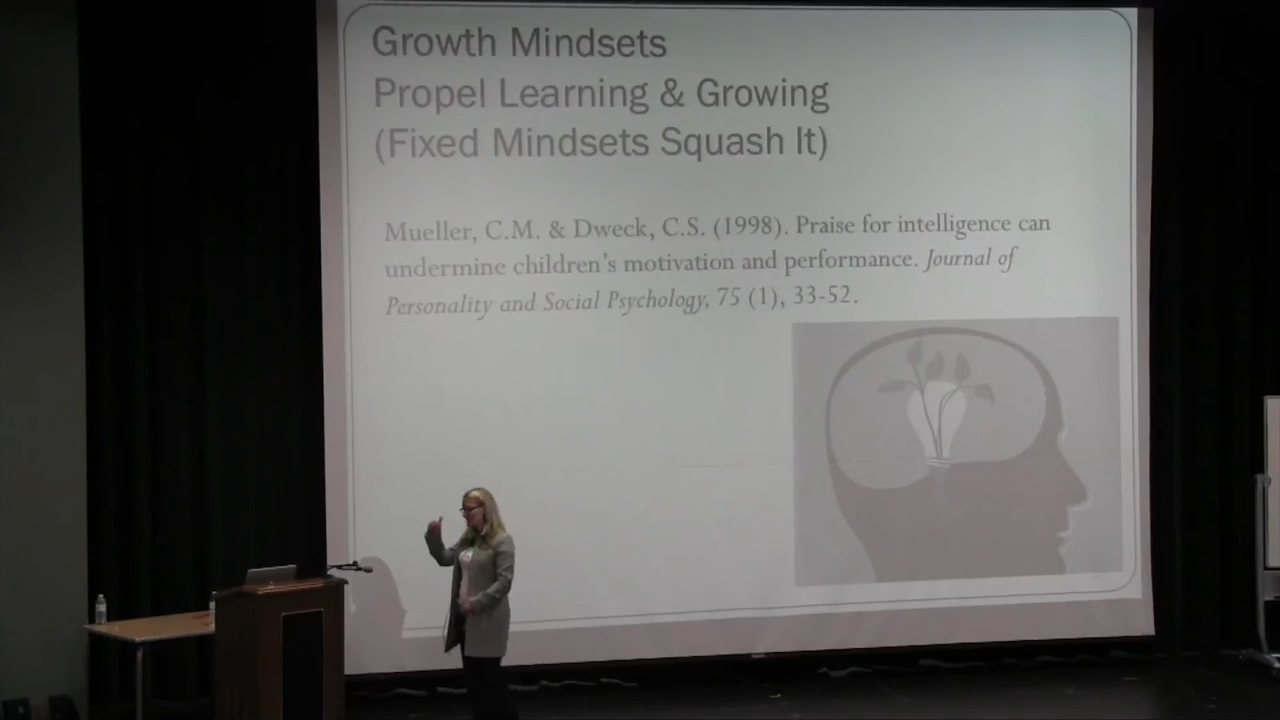 Growth Mindsets
Propel Learning & Growing
(Fixed Mindsets Squash It)
Mueller, C.M. & Dweck, C.S. (1998). Praise for intelligence can
undermine children's motivation and performance. Journal of
Personality and Social Psychology, 75 (1), 33-52.